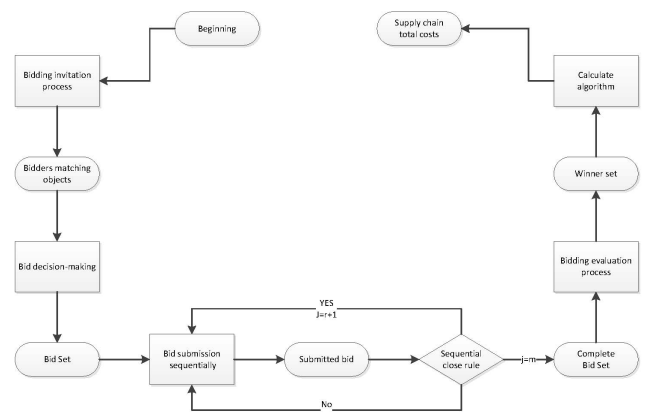 Beginning
Supply chain
total costs
Bidding invitation
process
Calculate
algorithm
Bidders matching
objects
Winner set
Bid decision-making
Bidding evaluation
process
YES
J=r+1
Bid Set
Bid submission
sequentially
Submitted bid
Sequential
close rule
j=m
Complete
Bid Set
No